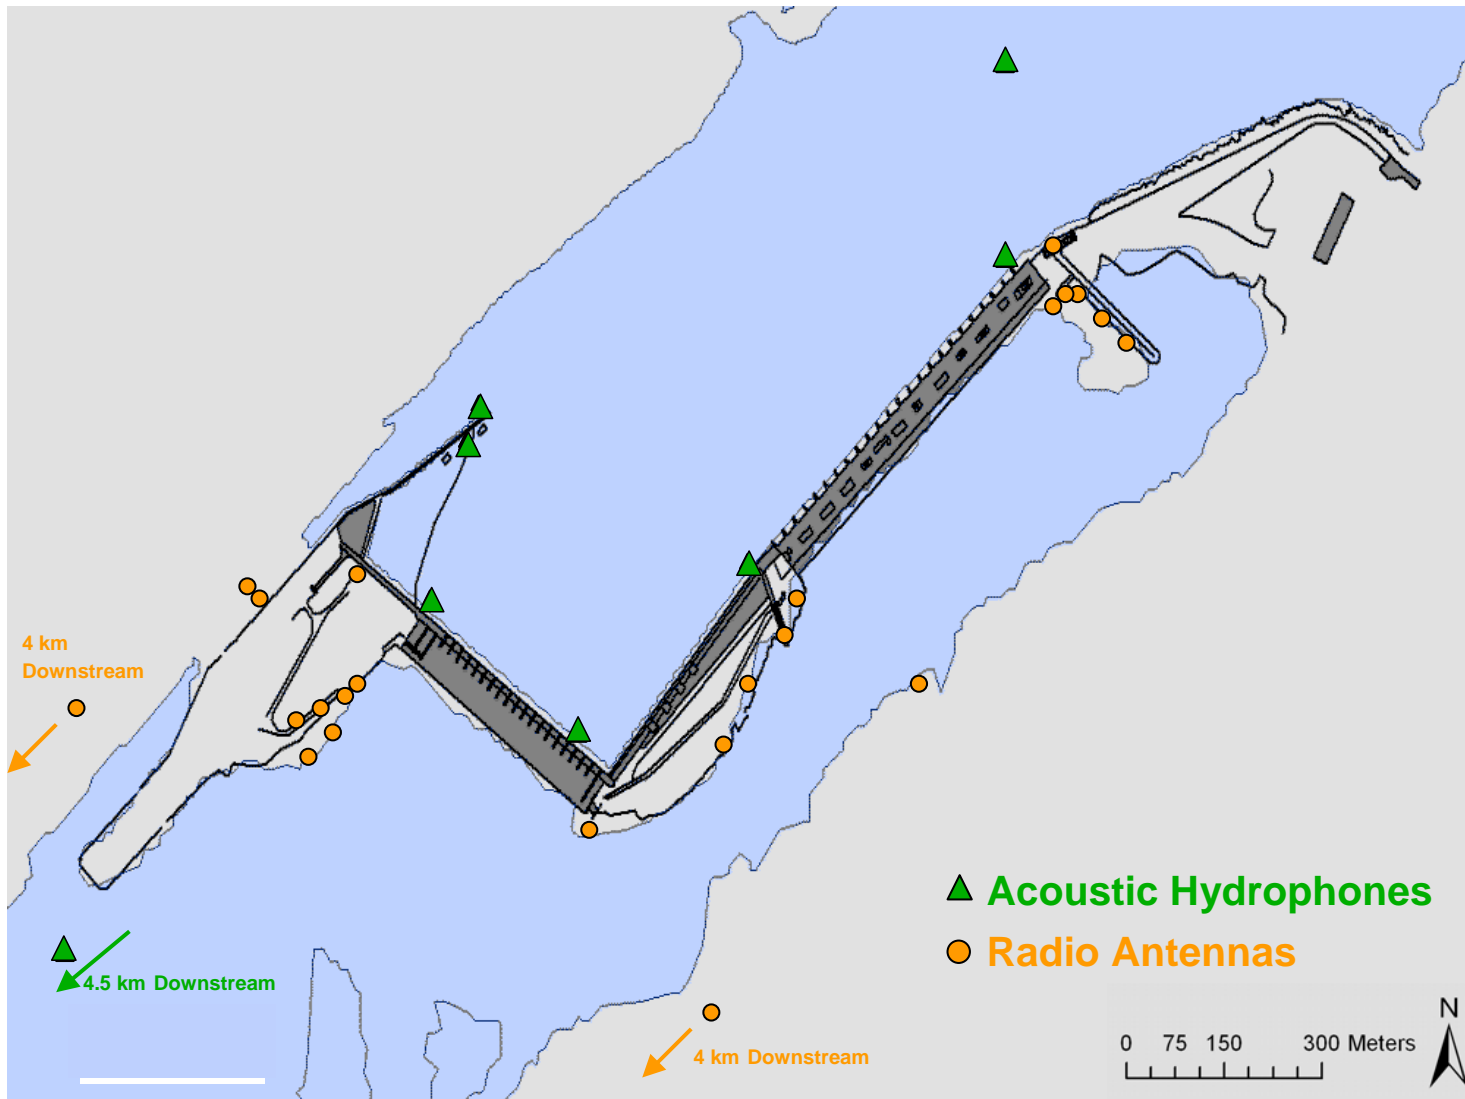 4 km
Downstream
Acoustic Hydrophones
Radio Antennas
4.5 km Downstream
4 km Downstream
N
0 75 150 300 Meters